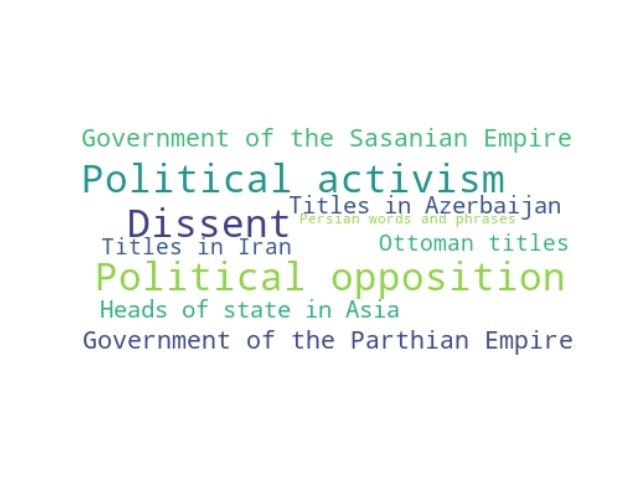 Government of the Sasanian Empire
Political activism
Titles in Azerbaijan
Persian words and phrases
Dissent
Titles in Iran
Ottoman titles
Political opposition
Heads of state in Asia
Government of the Parthian Empire